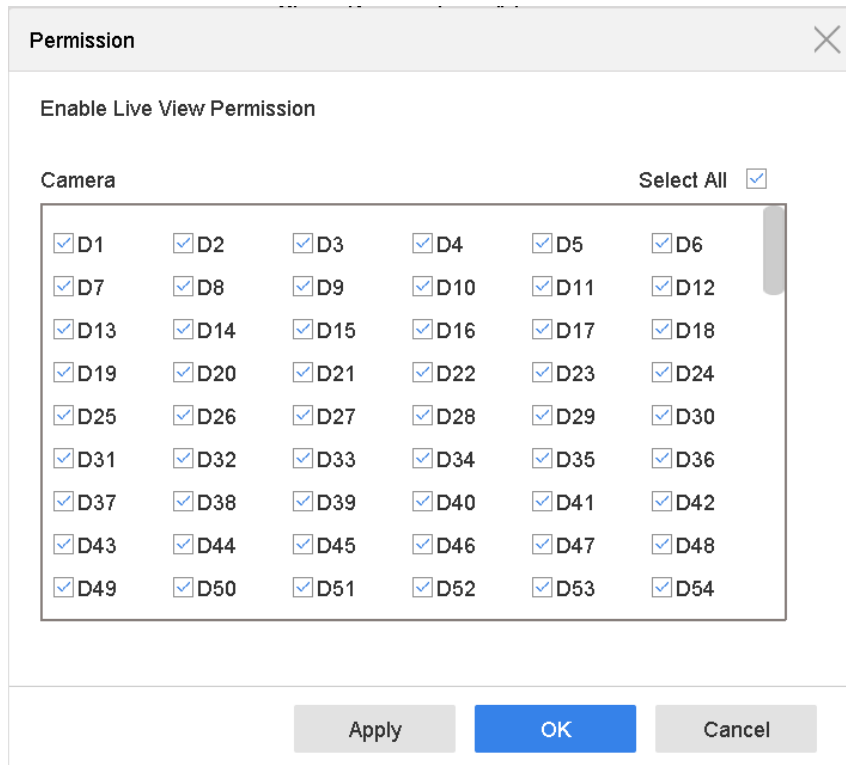 Permission
Enable Live View Permission
Camera Select All
D1 D2 D3 D4 D5 D6
D7 D8 D9 D10 D11 D12
D13 D14 D15 D16 D17 D18
D19 D20 D21 D22 D23 D24
D25 D26 D27 D28 D29 D30
D31 D32 D33 D34 D35 D36
D37 D38 D39 D40 D41 D42
D43 D44 D45 D46 D47 D48
D49 D50 D51 D52 D53 D54
Apply OK Cancel